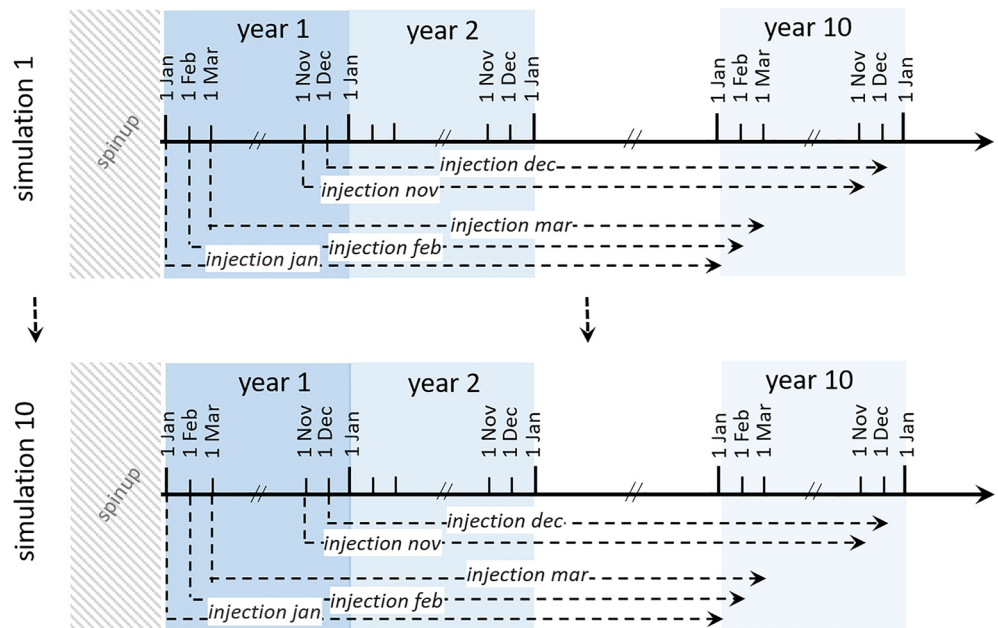 simulation 1
spinup
year 1
year 2
year 10
1 Jan
1 Feb
1 Mar
1 Nov
1 Dec
1 Jan
1 Nov
1 Dec
1 Jan
1 Jan
1 Feb
1 Mar
1 Nov
1 Dec
1 Jan
injection dec
injection nov
injection mar
injection feb
injection jan
simulation 10
spinup
year 1
year 2
year 10
1 Jan
1 Feb
1 Mar
1 Nov
1 Dec
1 Jan
1 Nov
1 Dec
1 Jan
1 Jan
1 Feb
1 Mar
1 Nov
1 Dec
1 Jan
injection dec
injection nov
injection mar
injection feb
injection jan